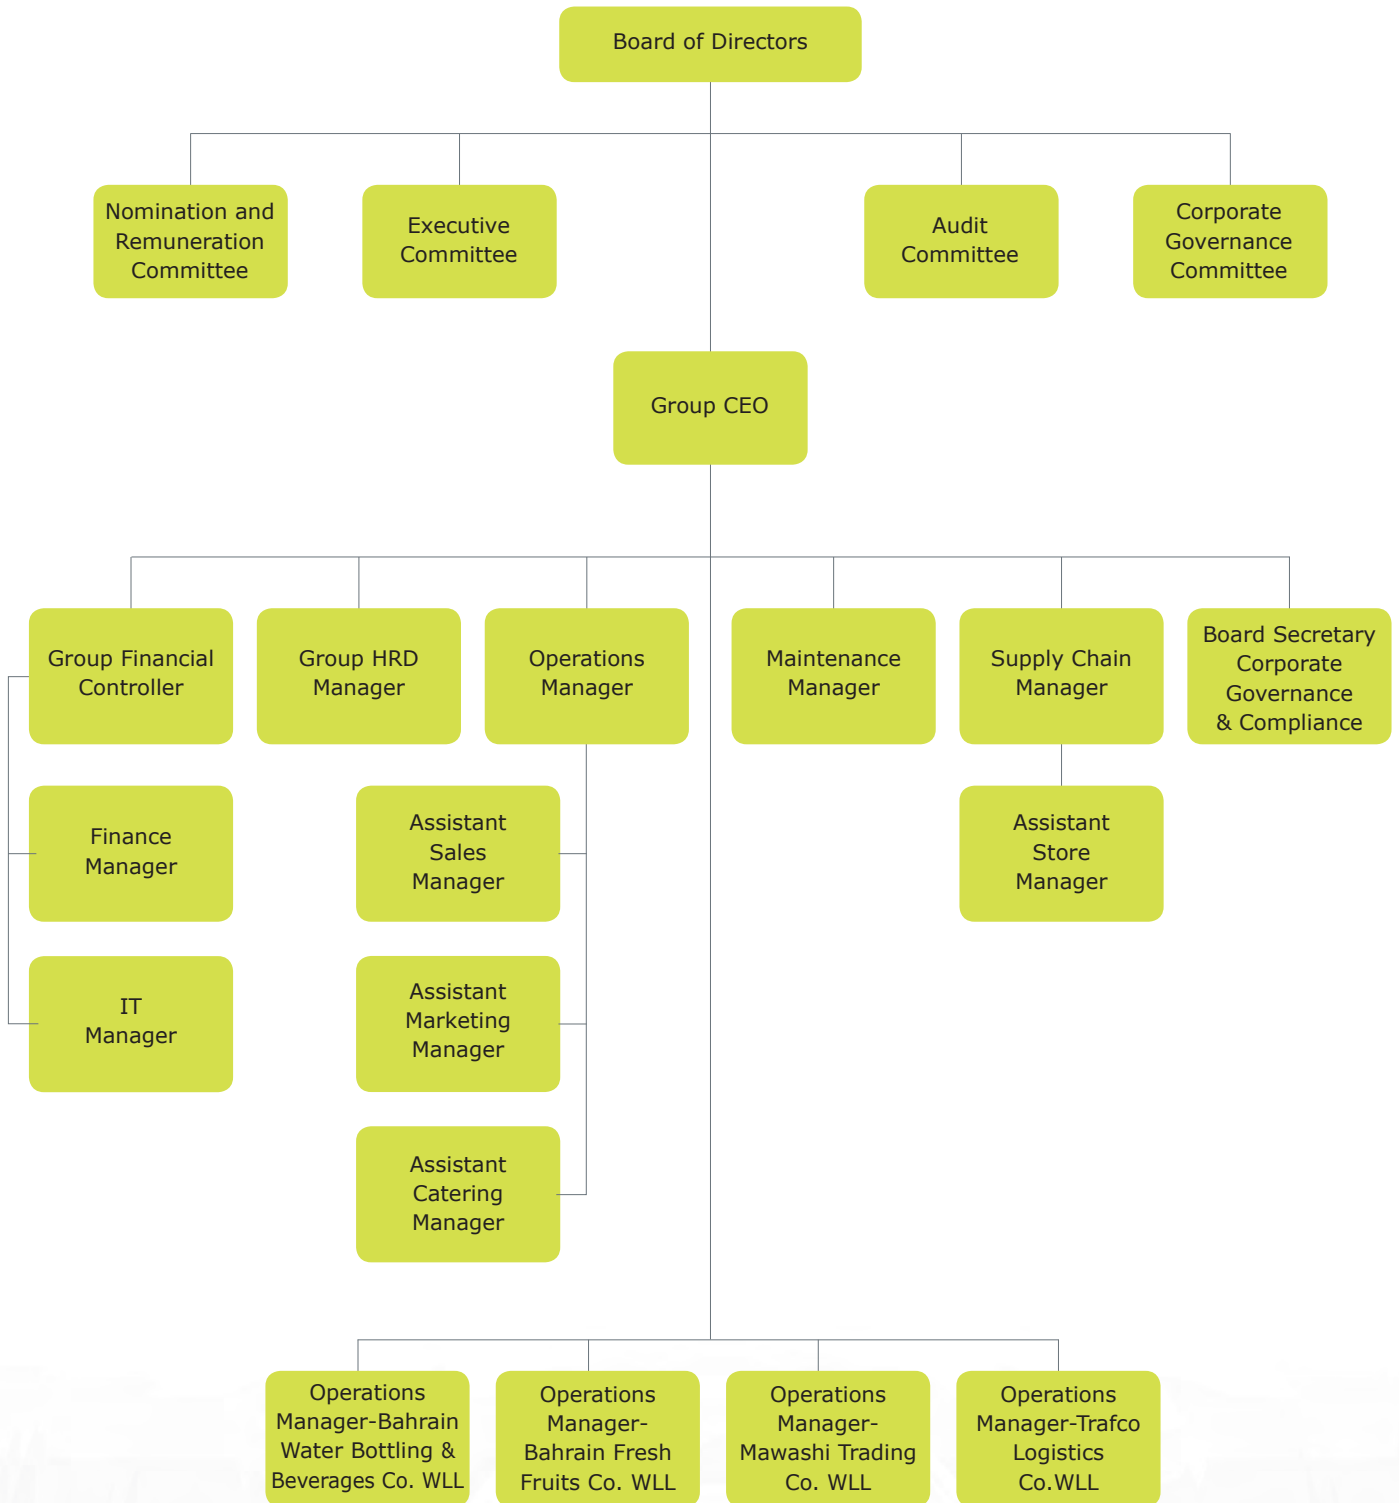 Board of Directors
Nomination and
Remuneration
Committee
Executive
Committee
Audit
Committee
Corporate
Governance
Committee
Group CEO
Group Financial
Controller
Group HRD
Manager
Operations
Manager
Maintenance
Manager
Supply Chain
Manager
Board Secretary
Corporate
Governance
& Compliance
Finance
Manager
Assistant
Sales
Manager
Assistant
Store
Manager
IT
Manager
Assistant
Marketing
Manager
Assistant
Catering
Manager
Operations
Manager-Bahrain
Water Bottling &
Beverages Co. WLL
Operations
Manager-
Bahrain Fresh
Fruits Co. WLL
Operations
Manager-
Mawashi Trading
Co. WLL
Operations
Manager-Trafco
Logistics
Co.WLL